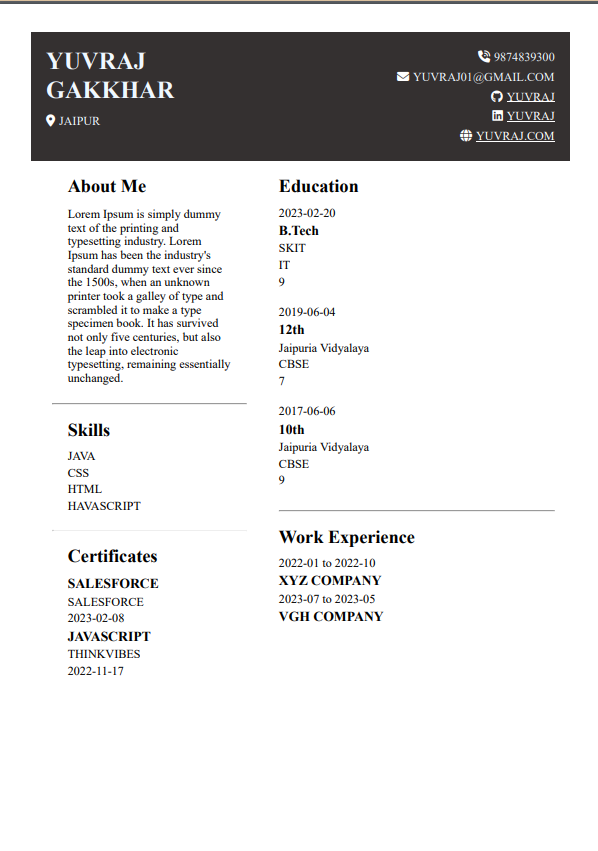 YUVRAJ
GAKKHAR
JAIPUR
9874839300
YUVRAJ01@GMAIL.COM
YUVRAJ
YUVRAJ
YUVRAJ.COM
About Me
Lorem Ipsum is simply dummy
text of the printing and
typesetting industry. Lorem
Ipsum has been the industry's
standard dummy text ever since
the 1500s, when an unknown
printer took a galley of type and
scrambled it to make a type
specimen book. It has survived
not only five centuries, but also
the leap into electronic
typesetting, remaining essentially
unchanged.
Skills
JAVA
CSS
HTML
HAVASCRIPT
Certificates
SALESFORCE
SALESFORCE
2023-02-08
JAVASCRIPT
THINKVIBES
2022-11-17
Education
2023-02-20
B.Tech
SKIT
IT
9
2019-06-04
12th
Jaipuria Vidyalaya
CBSE
7
2017-06-06
10th
Jaipuria Vidyalaya
CBSE
9
Work Experience
2022-01 to 2022-10
XYZ COMPANY
2023-07 to 2023-05
VGH COMPANY